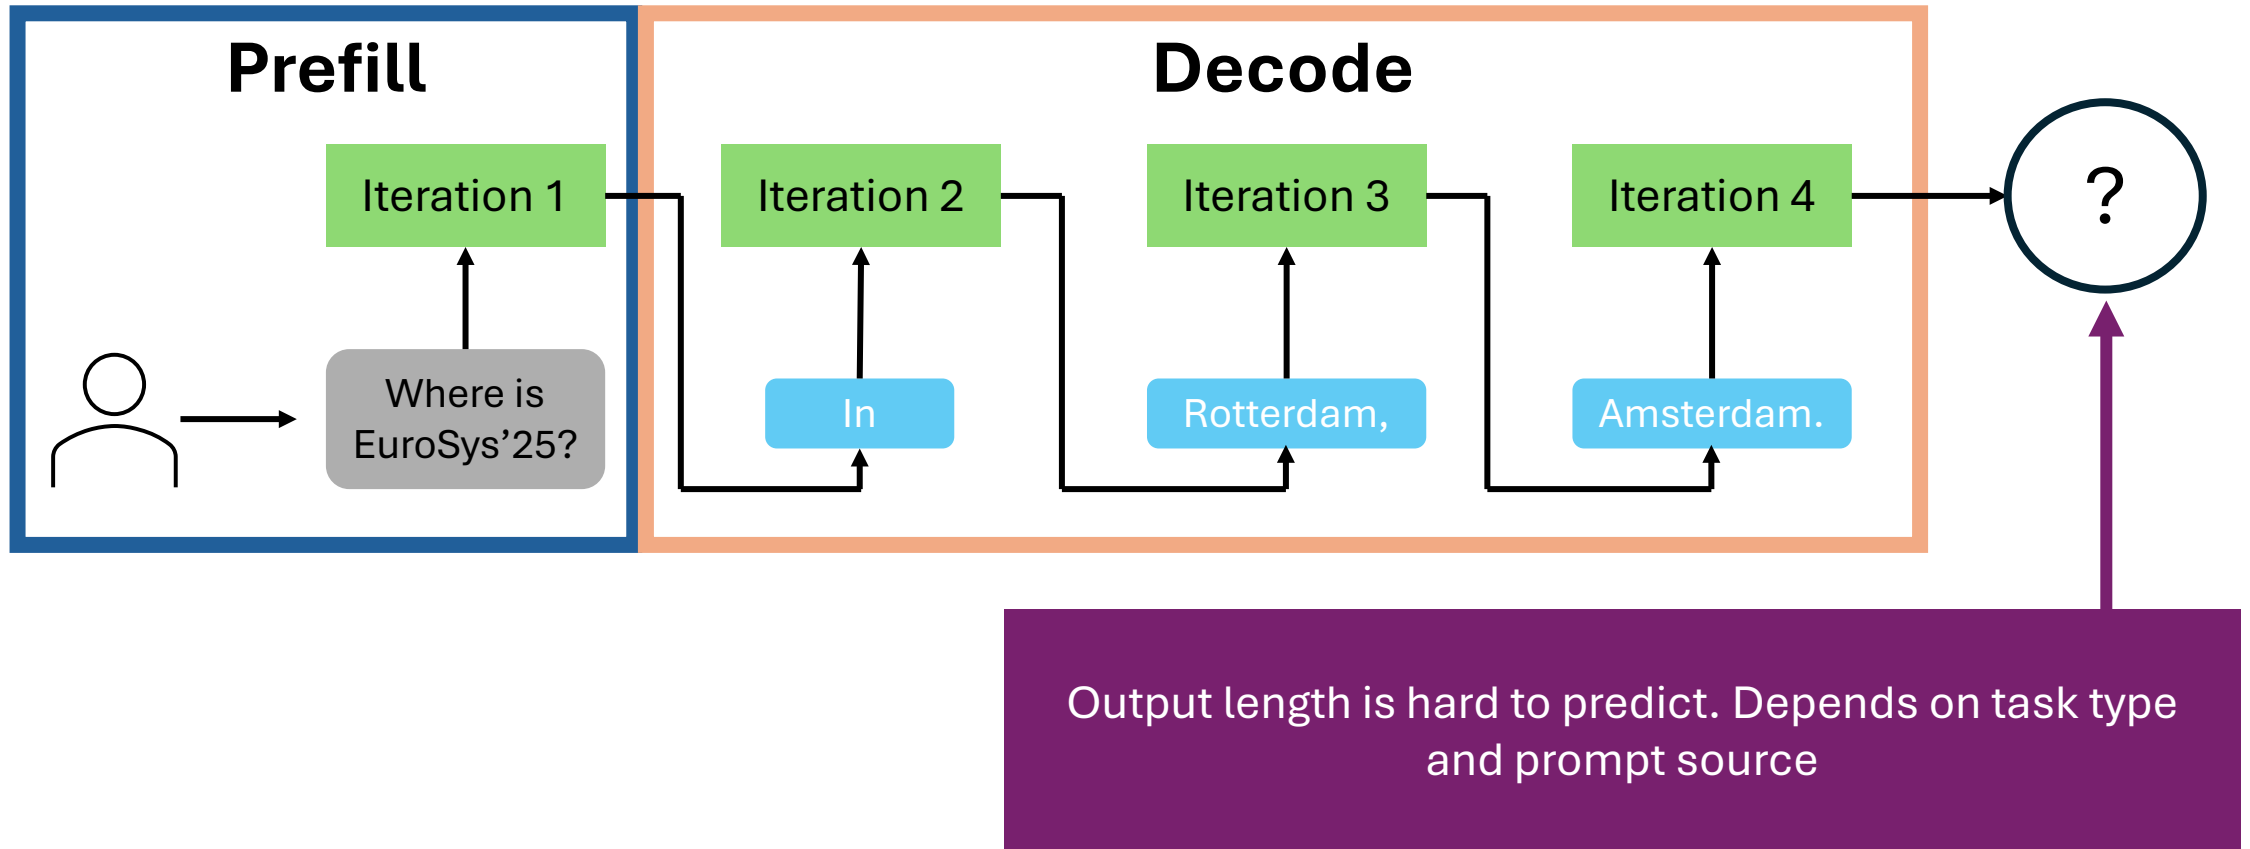 Prefill
Decode
Iteration 1
Iteration 2
Iteration 3
Iteration 4
?
Where is
EuroSys’25?
In
Rotterdam,
Amsterdam.
Output length is hard to predict. Depends on task type
and prompt source